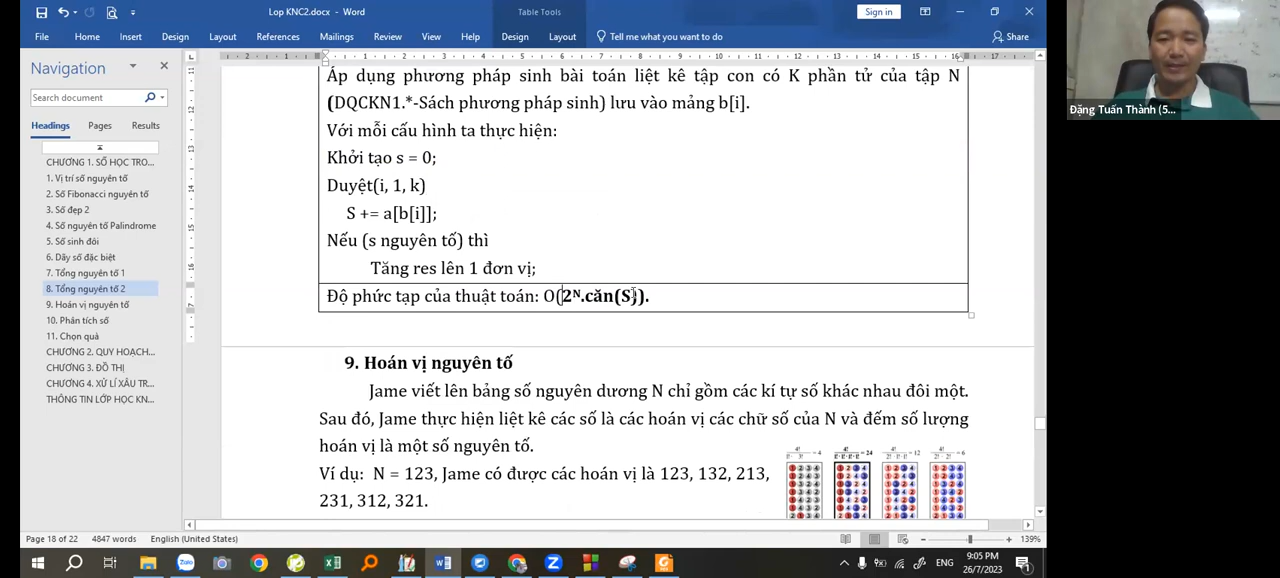 Lop KNC2.docx - Word
Table Tools
Sign in
File Home Insert Design Layout References Mailings Review View Help Design Layout Tell me what you want to do Share
Đặng Tuấn Thành (5...
Navigation
Search document
Headings Pages Results
CHƯƠNG 1. SỐ HỌC TRO...
1. Vị trí số nguyên tố
2. Số Fibonacci nguyên tố
3. Số đẹp 2
4. Số nguyên tố Palindrome
5. Số sinh đôi
6. Dãy số đặc biệt
7. Tổng nguyên tố 1
8. Tổng nguyên tố 2
9. Hoán vị nguyên tố
10. Phân tích số
11. Chọn quà
CHƯƠNG 2. QUY HOẠCH...
CHƯƠNG 3. ĐỒ THỊ
CHƯƠNG 4. XỬ LÍ XÂU TR...
THÔNG TIN LỚP HỌC KN...
Áp dụng phương pháp sinh bài toán liệt kê tập con có K phần tử của tập N
(DQCKN1.*-Sách phương pháp sinh) lưu vào mảng b[i].
Với mỗi cấu hình ta thực hiện:
Khởi tạo s = 0;
Duyệt(i, 1, k)
S += a[b[i]];
Nếu (s nguyên tố) thì
Tăng res lên 1 đơn vị;
Độ phức tạp của thuật toán: O(2ᴺ.căn(S)).
9. Hoán vị nguyên tố
Jame viết lên bảng số nguyên dương N chỉ gồm các kí tự số khác nhau đôi một.
Sau đó, Jame thực hiện liệt kê các số là các hoán vị các chữ số của N và đếm số lượng
hoán vị là một số nguyên tố.
Ví dụ: N = 123, Jame có được các hoán vị là 123, 132, 213,
231, 312, 321.
Page 18 of 22 4847 words English (United States) 139%
ENG
9:05 PM
26/7/2023